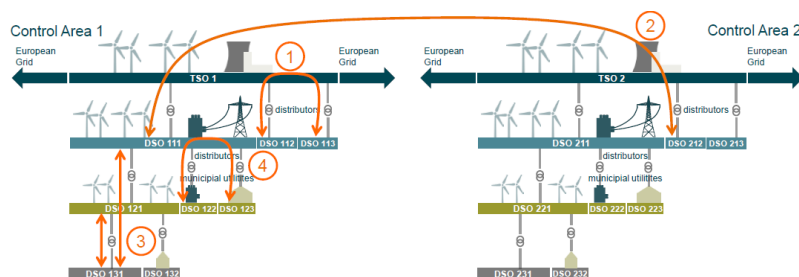 Control Area 1
2
Control Area 2
European
Grid
1
European
Grid
European
Grid
European
Grid
TSO 1
TSO 2
distributors
distributors
DSO 111
DSO 112
DSO 113
DSO 211
DSO 212
DSO 213
distributors
4
distributors
municipial utilitites
municipial utilitites
DSO 121
DSO 122
DSO 123
DSO 221
DSO 222
DSO 223
3
DSO 131
DSO 132
DSO 231
DSO 232